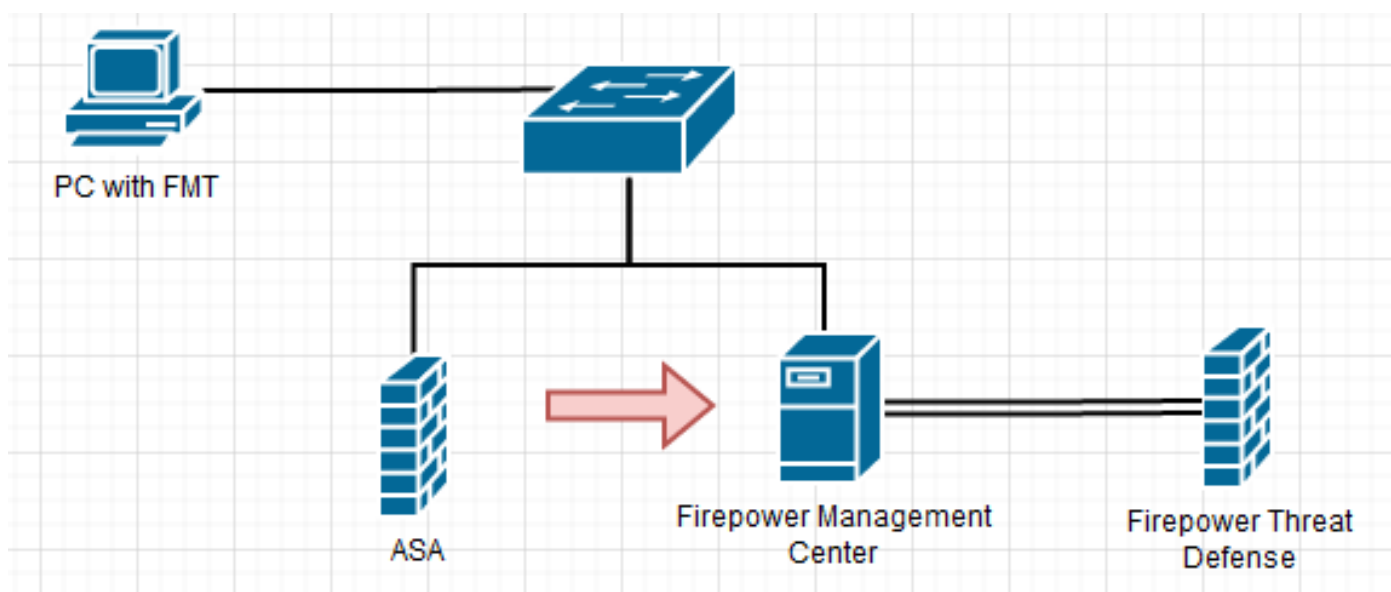 PC with FMT
ASA
Firepower Management
Center
Firepower Threat
Defense